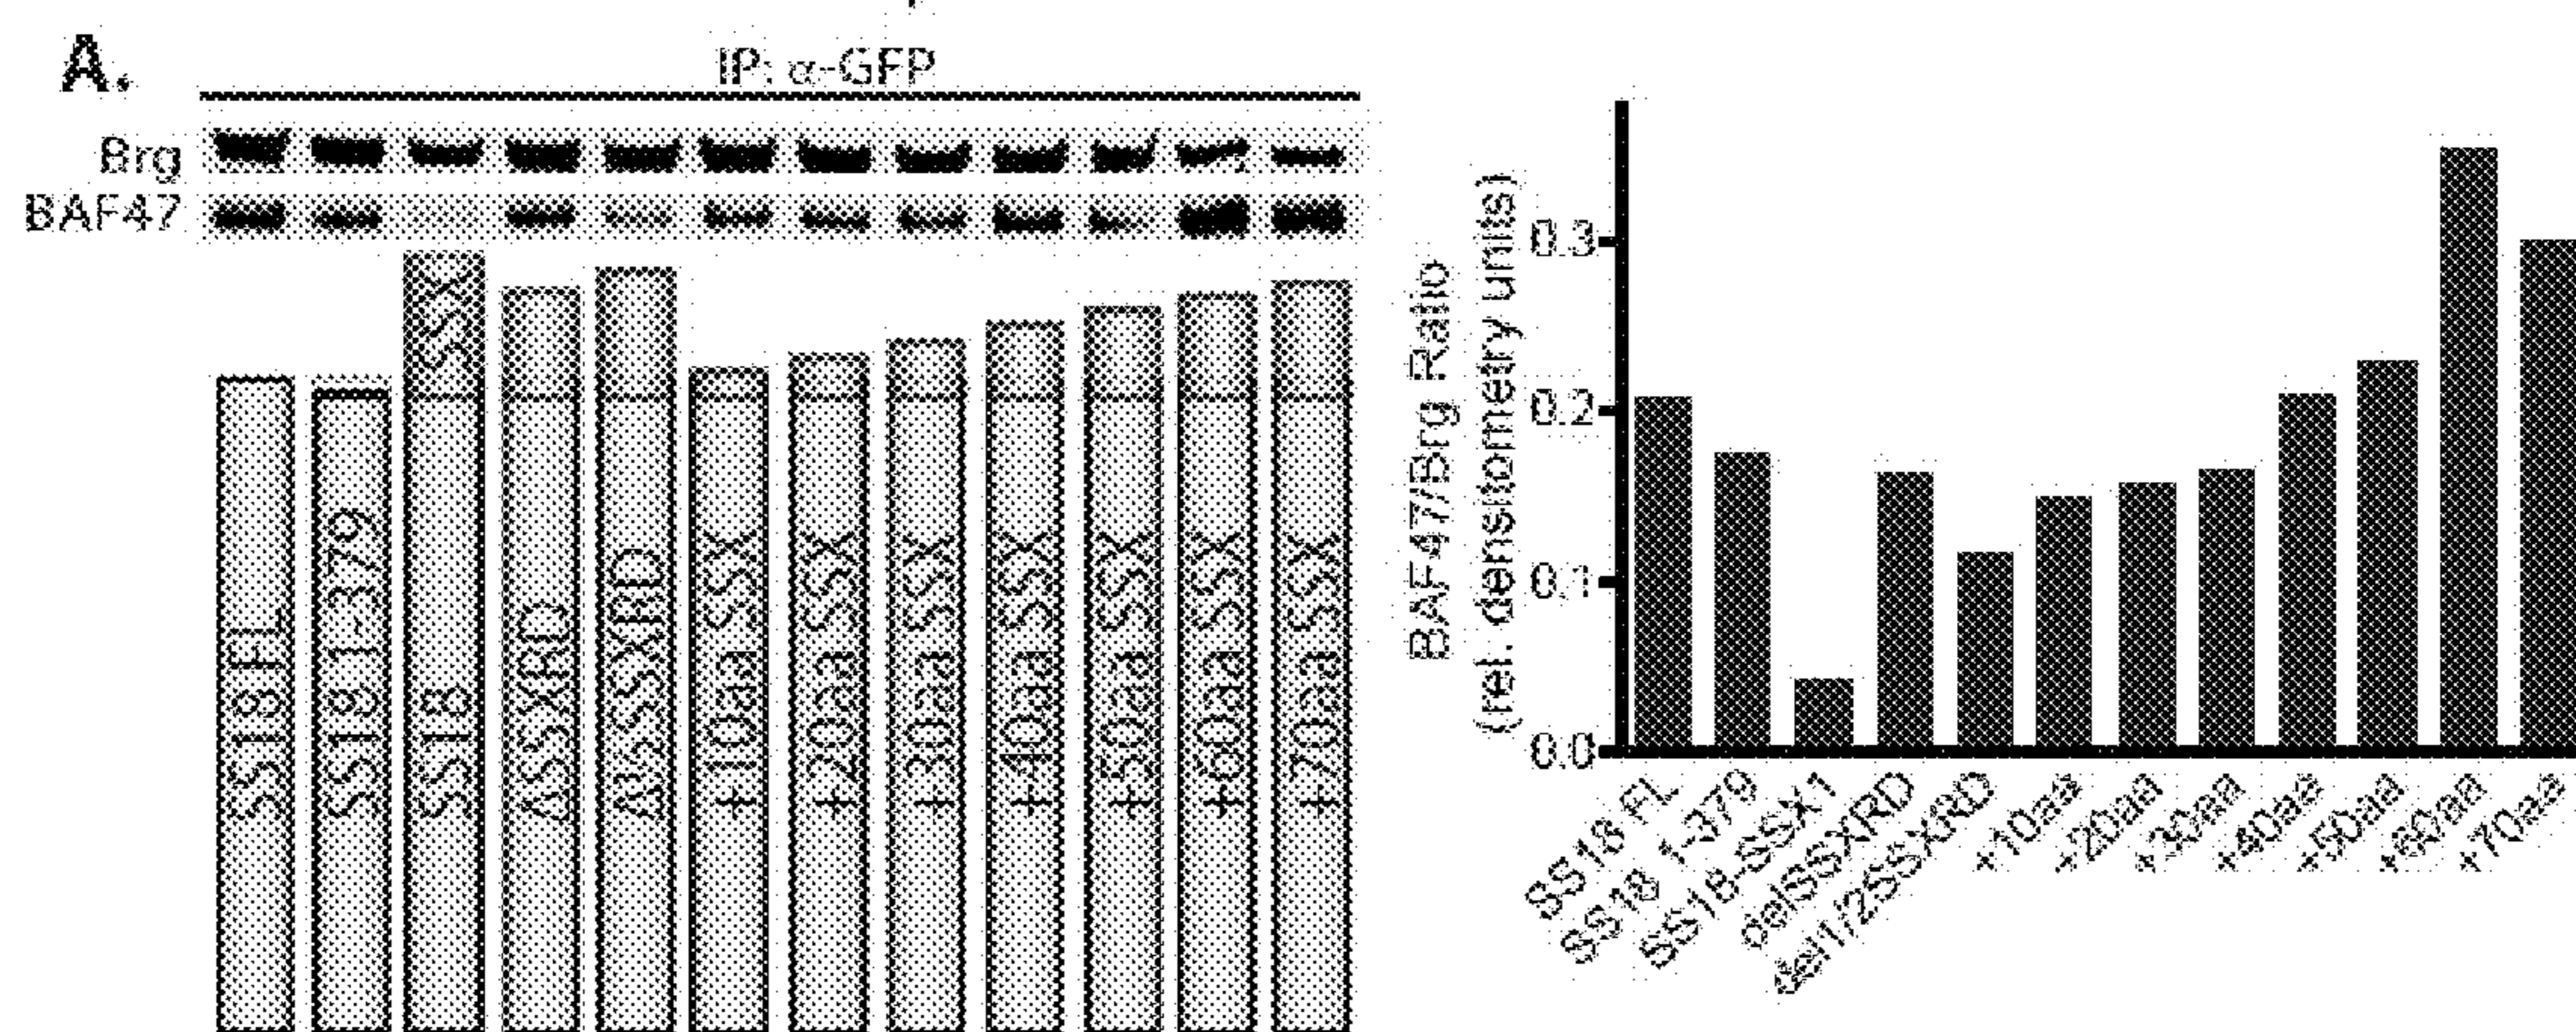 A.
IP: α-GFP
Brg
BAF47
SS18 FL
SS18 1-379
SS18 SSX
ΔSSXRD
Δ½SSXRD
+10aa SSX
+20aa SSX
+30aa SSX
+40aa SSX
+50aa SSX
+60aa SSX
+70aa SSX
BAF47/Brg Ratio
(rel. densitometry units)
0.3
0.2
0.1
0.0
SS18 FL
SS18 1-379
SS18-SSX1
delSSXRD
del1/2SSXRD
+10aa
+20aa
+30aa
+40aa
+50aa
+60aa
+70aa